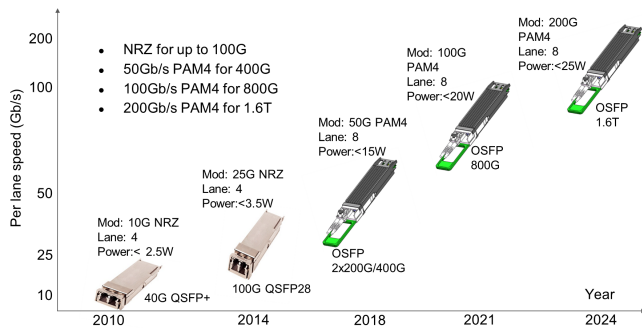 Per lane speed (Gb/s)
200
100
50
25
10
• NRZ for up to 100G
• 50Gb/s PAM4 for 400G
• 100Gb/s PAM4 for 800G
• 200Gb/s PAM4 for 1.6T
Mod: 10G NRZ
Lane: 4
Power:< 2.5W
40G QSFP+
Mod: 25G NRZ
Lane: 4
Power:<3.5W
100G QSFP28
Mod: 50G PAM4
Lane: 8
Power:<15W
OSFP
2x200G/400G
Mod: 100G
PAM4
Lane: 8
Power:<20W
OSFP
800G
Mod: 200G
PAM4
Lane: 8
Power:<25W
OSFP
1.6T
Year
2010
2014
2018
2021
2024